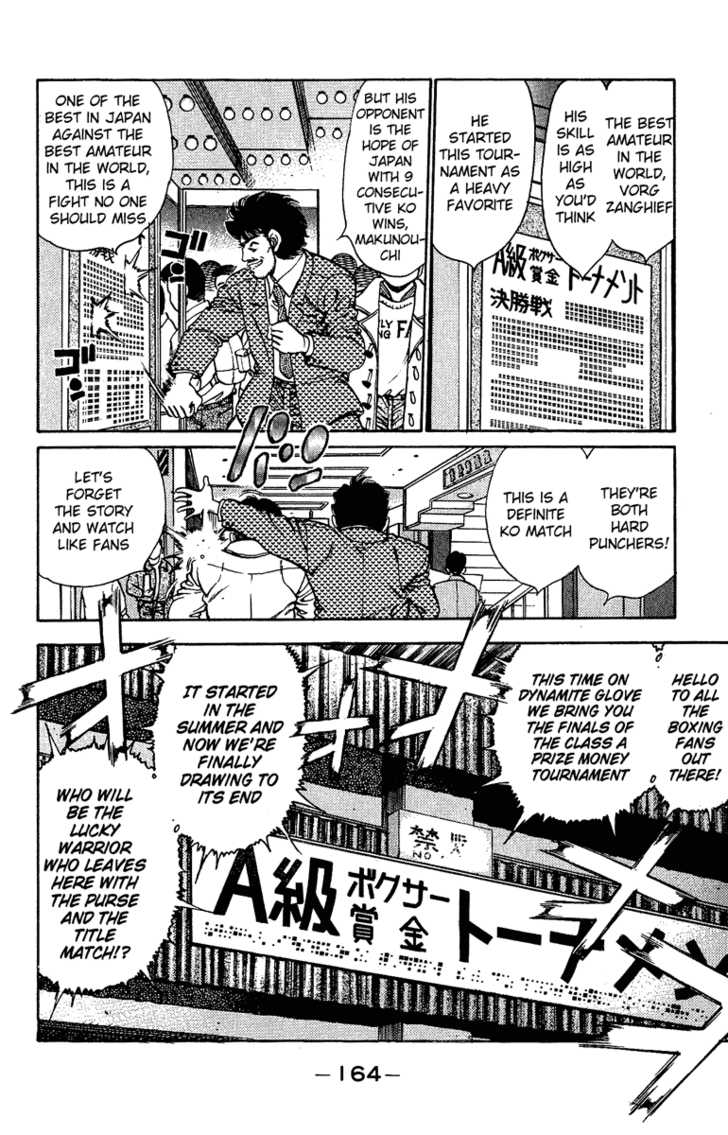 THE BEST
AMATEUR
IN THE
WORLD,
VORG
ZANGHIEF
HIS
SKILL
IS AS
HIGH
AS
YOU'D
THINK
HE
STARTED
THIS TOUR-
NAMENT AS
A HEAVY
FAVORITE
A級
ボクサー
賞金
トーナメント
決勝戦
BUT HIS
OPPONENT
IS THE
HOPE OF
JAPAN
WITH 9
CONSECU-
TIVE KO
WINS,
MAKUNOU-
CHI
ONE OF THE
BEST IN JAPAN
AGAINST THE
BEST AMATEUR
IN THE WORLD,
THIS IS A
FIGHT NO ONE
SHOULD MISS
ゴン
ゴン
THEY'RE
BOTH
HARD
PUNCHERS!
THIS IS A
DEFINITE
KO MATCH
LET'S
FORGET
THE STORY
AND WATCH
LIKE FANS
HELLO
TO ALL
THE
BOXING
FANS
OUT
THERE!
THIS TIME ON
DYNAMITE GLOVE
WE BRING YOU
THE FINALS OF
THE CLASS A
PRIZE MONEY
TOURNAMENT
IT STARTED
IN THE
SUMMER AND
NOW WE'RE
FINALLY
DRAWING TO
ITS END
WHO WILL
BE THE
LUCKY
WARRIOR
WHO LEAVES
HERE WITH
THE PURSE
AND THE
TITLE
MATCH!?
NO
A級
ボクサー
賞金
トーナメン
-164-